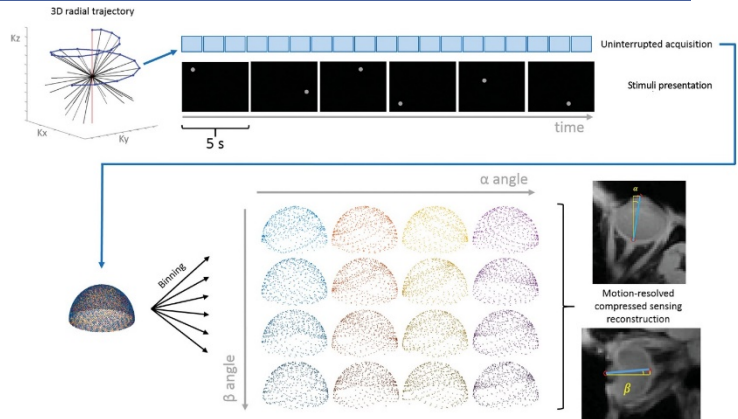 3D radial trajectory
Kz
Kx
Ky
Uninterrupted acquisition
Stimuli presentation
time
5 s
α angle
β angle
Binning
α
Motion-resolved
compressed sensing
reconstruction
β